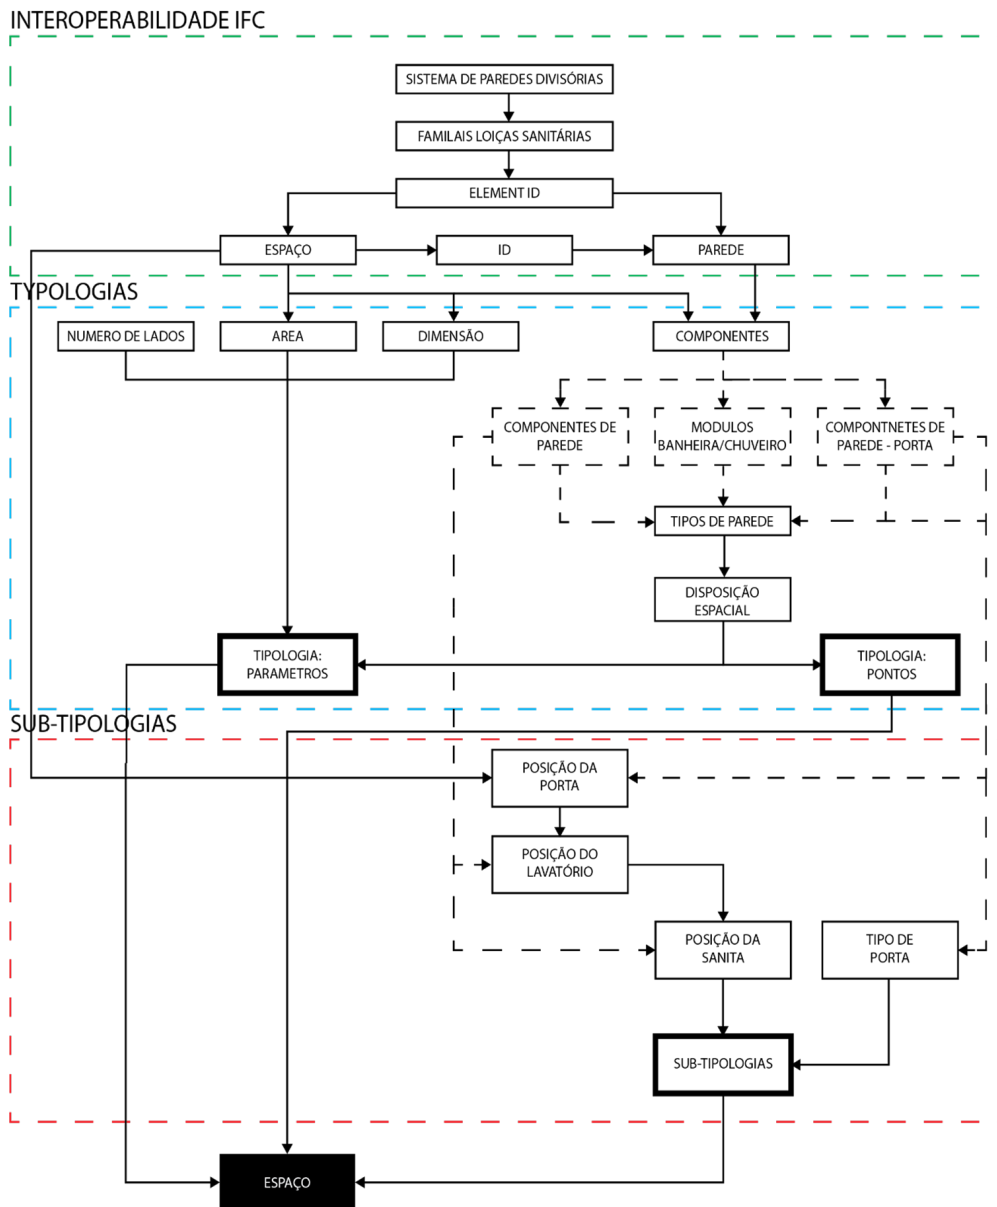 INTEROPERABILIDADE IFC
SISTEMA DE PAREDES DIVISÓRIAS
FAMILAIS LOIÇAS SANITÁRIAS
ELEMENT ID
ESPAÇO
ID
PAREDE
TYPOLOGIAS
NUMERO DE LADOS
AREA
DIMENSÃO
COMPONENTES
COMPONENTES DE
PAREDE
MODULOS
BANHEIRA/CHUVEIRO
COMPONTNETES DE
PAREDE - PORTA
TIPOS DE PAREDE
DISPOSIÇÃO
ESPACIAL
TIPOLOGIA:
PARAMETROS
TIPOLOGIA:
PONTOS
SUB-TIPOLOGIAS
POSIÇÃO DA
PORTA
POSIÇÃO DO
LAVATÓRIO
POSIÇÃO DA
SANITA
TIPO DE
PORTA
SUB-TIPOLOGIAS
ESPAÇO